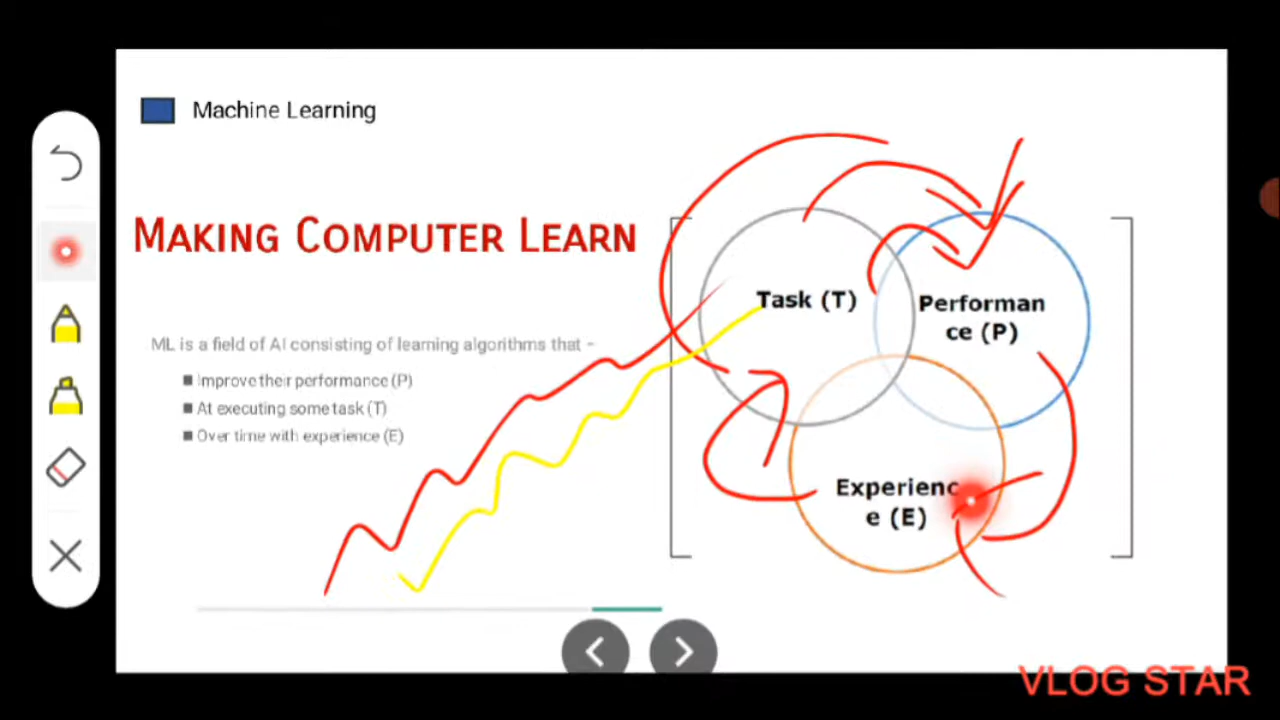 Machine Learning
MAKING COMPUTER LEARN
ML is a field of AI consisting of learning algorithms that -
Improve their performance (P)
At executing some task (T)
Over time with experience (E)
Task (T)
Performan
ce (P)
Experienc
e (E)
VLOG STAR